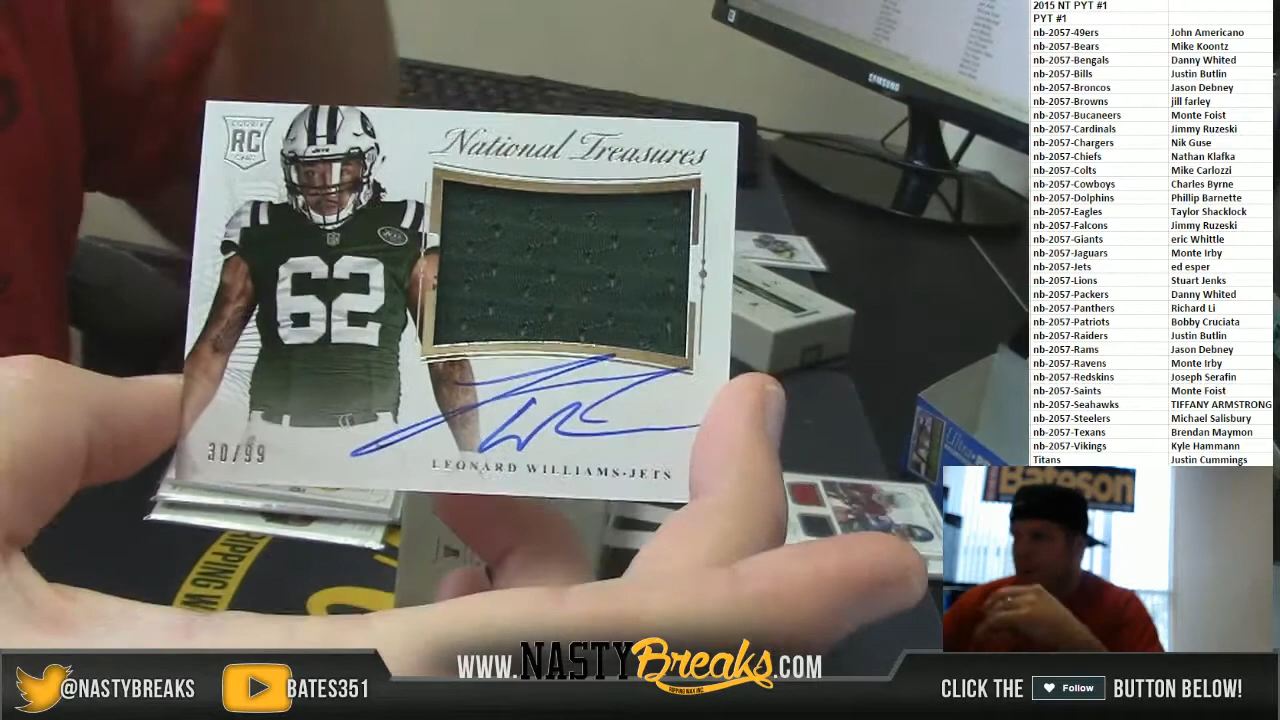 2015 NT PYT #1
PYT #1
nb-2057-49ers John Americano
nb-2057-Bears Mike Koontz
nb-2057-Bengals Danny Whited
nb-2057-Bills Justin Butlin
nb-2057-Broncos Jason Debney
nb-2057-Browns jill farley
nb-2057-Bucaneers Monte Foist
nb-2057-Cardinals Jimmy Ruzeski
nb-2057-Chargers Nik Guse
nb-2057-Chiefs Nathan Klafka
nb-2057-Colts Mike Carlozzi
nb-2057-Cowboys Charles Byrne
nb-2057-Dolphins Phillip Barnette
nb-2057-Eagles Taylor Shacklock
nb-2057-Falcons Jimmy Ruzeski
nb-2057-Giants eric Whittle
nb-2057-Jaguars Monte Irby
nb-2057-Jets ed esper
nb-2057-Lions Stuart Jenks
nb-2057-Packers Danny Whited
nb-2057-Panthers Richard Li
nb-2057-Patriots Bobby Cruciata
nb-2057-Raiders Justin Butlin
nb-2057-Rams Jason Debney
nb-2057-Ravens Monte Irby
nb-2057-Redskins Joseph Serafin
nb-2057-Saints Monte Foist
nb-2057-Seahawks TIFFANY ARMSTRONG
nb-2057-Steelers Michael Salisbury
nb-2057-Texans Brendan Maymon
nb-2057-Vikings Kyle Hammann
Titans Justin Cummings
SAMSUNG
RC
National Treasures
JETS
62
30/99
LEONARD WILLIAMS•JETS
RIPPING W
Bateson
@NASTYBREAKS
BATES351
WWW.NASTYBreaks.COM
RIPPING WAX INC.
CLICK THE Follow BUTTON BELOW!